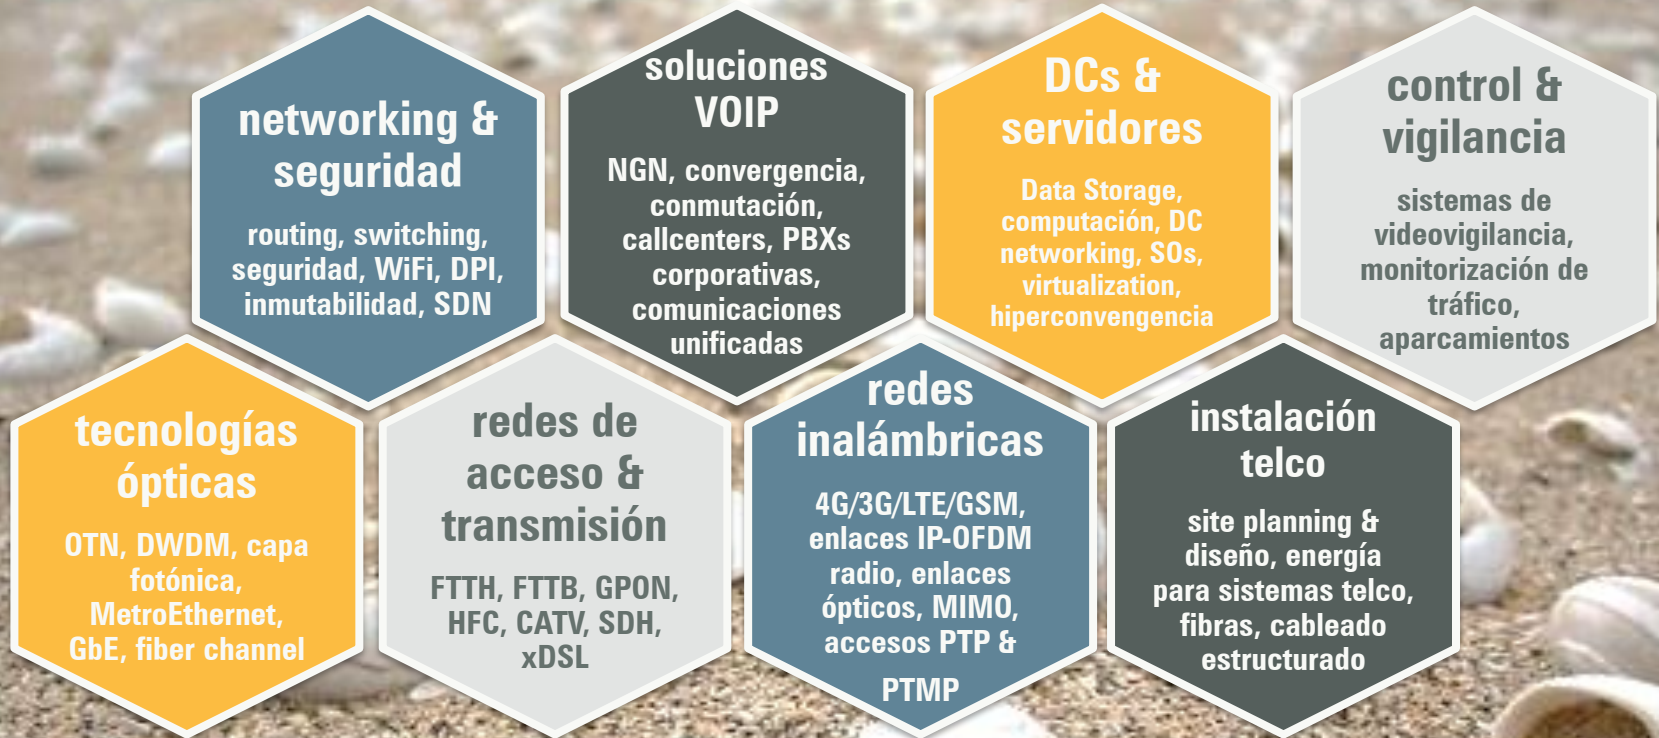 networking &
seguridad
routing, switching,
seguridad, WiFi, DPI,
inmutabilidad, SDN
soluciones
VOIP
NGN, convergencia,
conmutación,
callcenters, PBXs
corporativas,
comunicaciones
unificadas
DCs &
servidores
Data Storage,
computación, DC
networking, SOs,
virtualization,
hiperconvengencia
control &
vigilancia
sistemas de
videovigilancia,
monitorización de
tráfico,
aparcamientos
tecnologías
ópticas
OTN, DWDM, capa
fotónica,
MetroEthernet,
GbE, fiber channel
redes de
acceso &
transmisión
FTTH, FTTB, GPON,
HFC, CATV, SDH,
xDSL
redes
inalámbricas
4G/3G/LTE/GSM,
enlaces IP-OFDM
radio, enlaces
ópticos, MIMO,
accesos PTP &
PTMP
instalación
telco
site planning &
diseño, energía
para sistemas telco,
fibras, cableado
estructurado